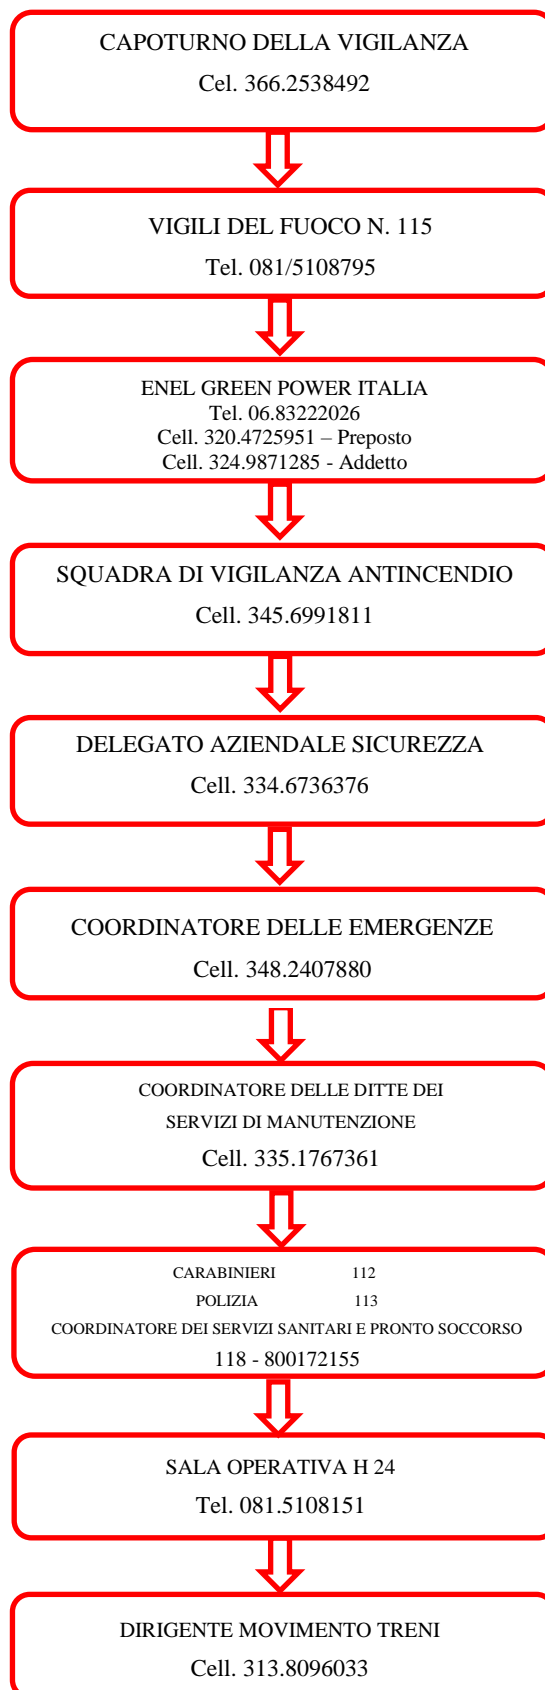 CAPOTURNO DELLA VIGILANZA
Cel. 366.2538492
VIGILI DEL FUOCO N. 115
Tel. 081/5108795
ENEL GREEN POWER ITALIA
Tel. 06.83222026
Cell. 320.4725951 – Preposto
Cell. 324.9871285 - Addetto
SQUADRA DI VIGILANZA ANTINCENDIO
Cell. 345.6991811
DELEGATO AZIENDALE SICUREZZA
Cell. 334.6736376
COORDINATORE DELLE EMERGENZE
Cell. 348.2407880
COORDINATORE DELLE DITTE DEI
SERVIZI DI MANUTENZIONE
Cell. 335.1767361
CARABINIERI 112
POLIZIA 113
COORDINATORE DEI SERVIZI SANITARI E PRONTO SOCCORSO
118 - 800172155
SALA OPERATIVA H 24
Tel. 081.5108151
DIRIGENTE MOVIMENTO TRENI
Cell. 313.8096033